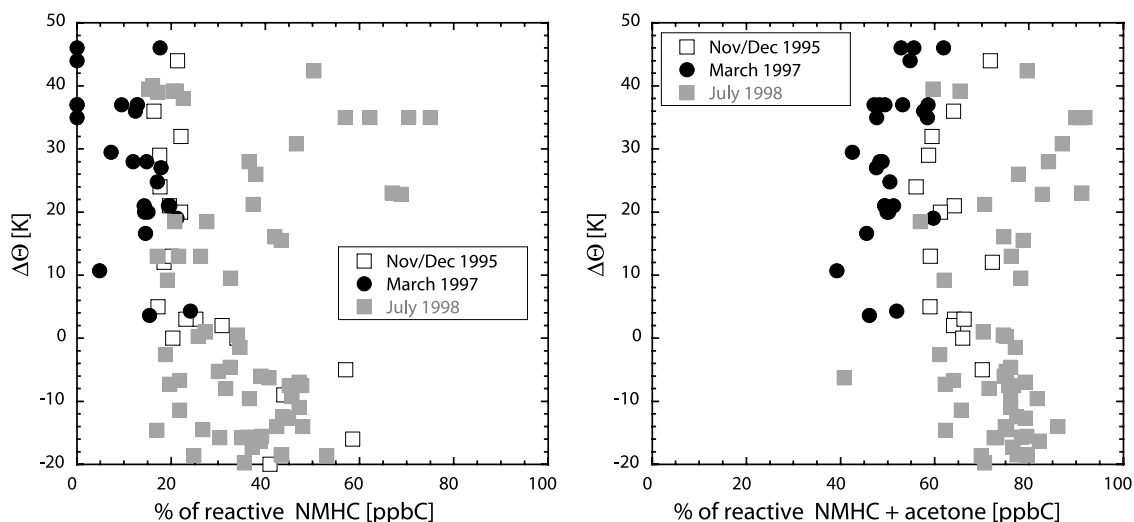 50
40
30
20
10
0
-10
-20
ΔΘ [K]
Nov/Dec 1995
March 1997
July 1998
0 20 40 60 80 100
% of reactive NMHC [ppbC]
50
40
30
20
10
0
-10
-20
ΔΘ [K]
Nov/Dec 1995
March 1997
July 1998
0 20 40 60 80 100
% of reactive NMHC + acetone [ppbC]